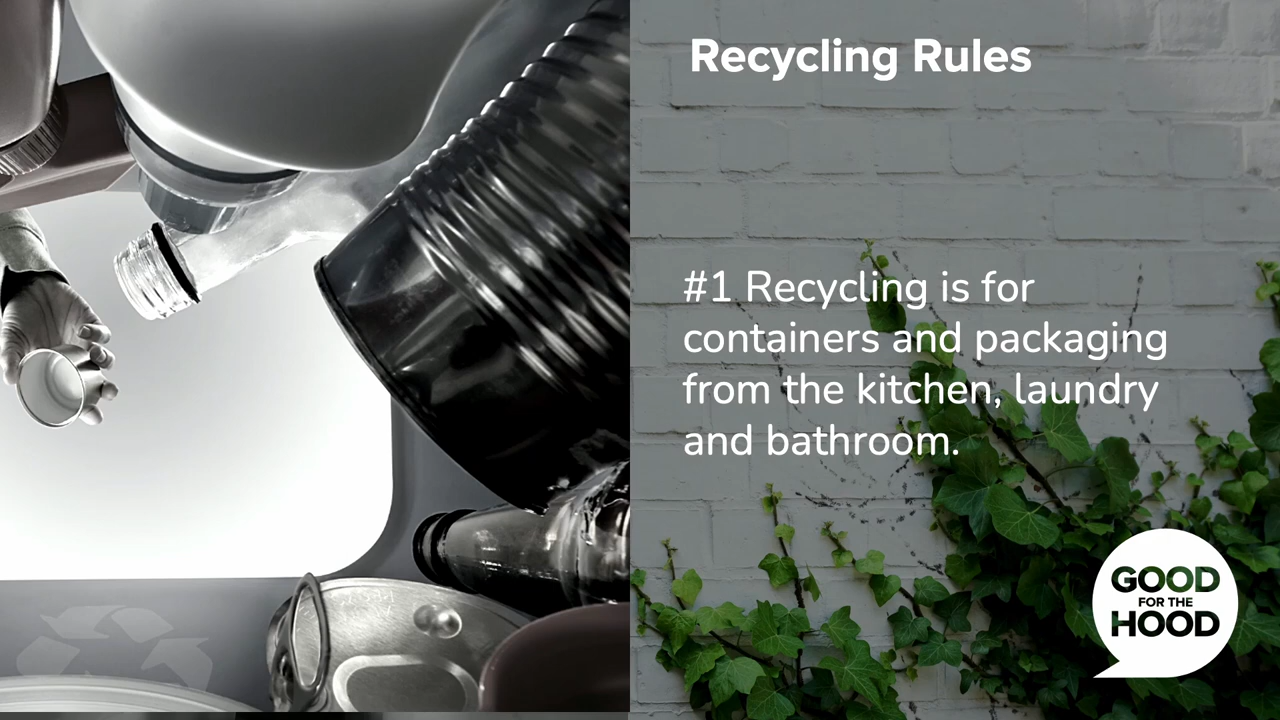 Recycling Rules
#1 Recycling is for
containers and packaging
from the kitchen, laundry
and bathroom.
GOOD
FOR THE
HOOD